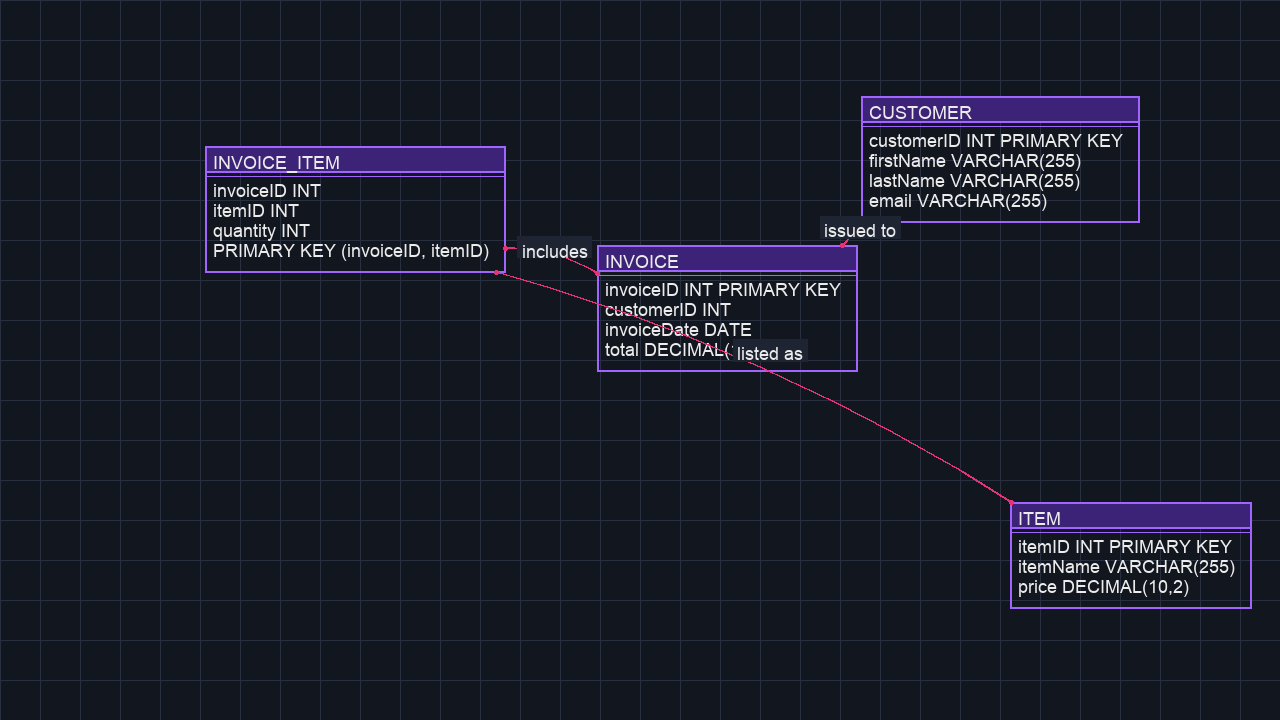 CUSTOMER
customerID INT PRIMARY KEY
firstName VARCHAR(255)
lastName VARCHAR(255)
email VARCHAR(255)
INVOICE_ITEM
invoiceID INT
itemID INT
quantity INT
PRIMARY KEY (invoiceID, itemID)
issued to
includes
INVOICE
invoiceID INT PRIMARY KEY
customerID INT
invoiceDate DATE
total DECIMAL(
listed as
ITEM
itemID INT PRIMARY KEY
itemName VARCHAR(255)
price DECIMAL(10,2)